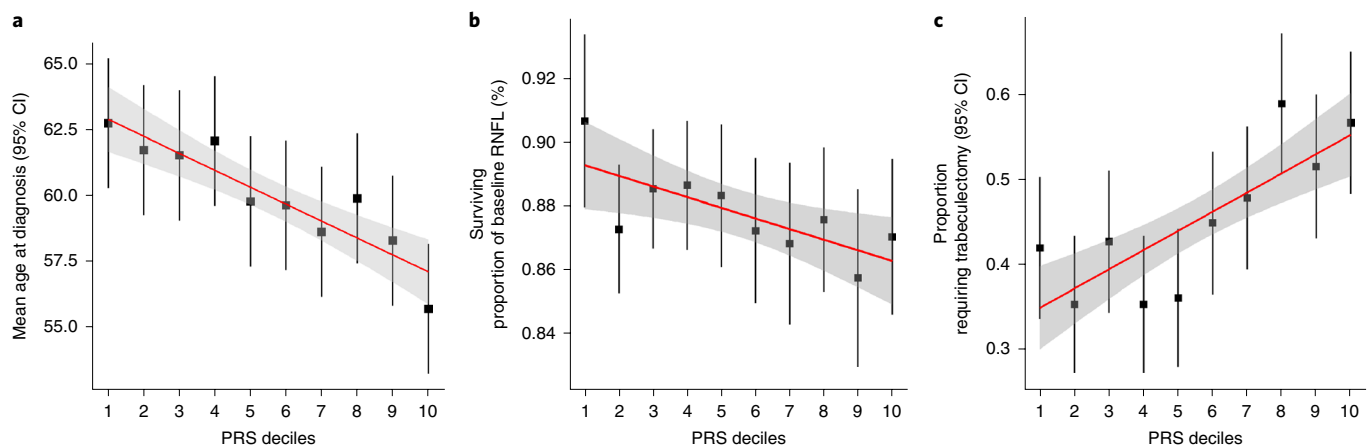 a
Mean age at diagnosis (95% CI)
65.0
62.5
60.0
57.5
55.0
1 2 3 4 5 6 7 8 9 10
PRS deciles
b
Surviving
proportion of baseline RNFL (%)
0.92
0.90
0.88
0.86
0.84
1 2 3 4 5 6 7 8 9 10
PRS deciles
c
Proportion
requiring trabeculectomy (95% CI)
0.6
0.5
0.4
0.3
1 2 3 4 5 6 7 8 9 10
PRS deciles